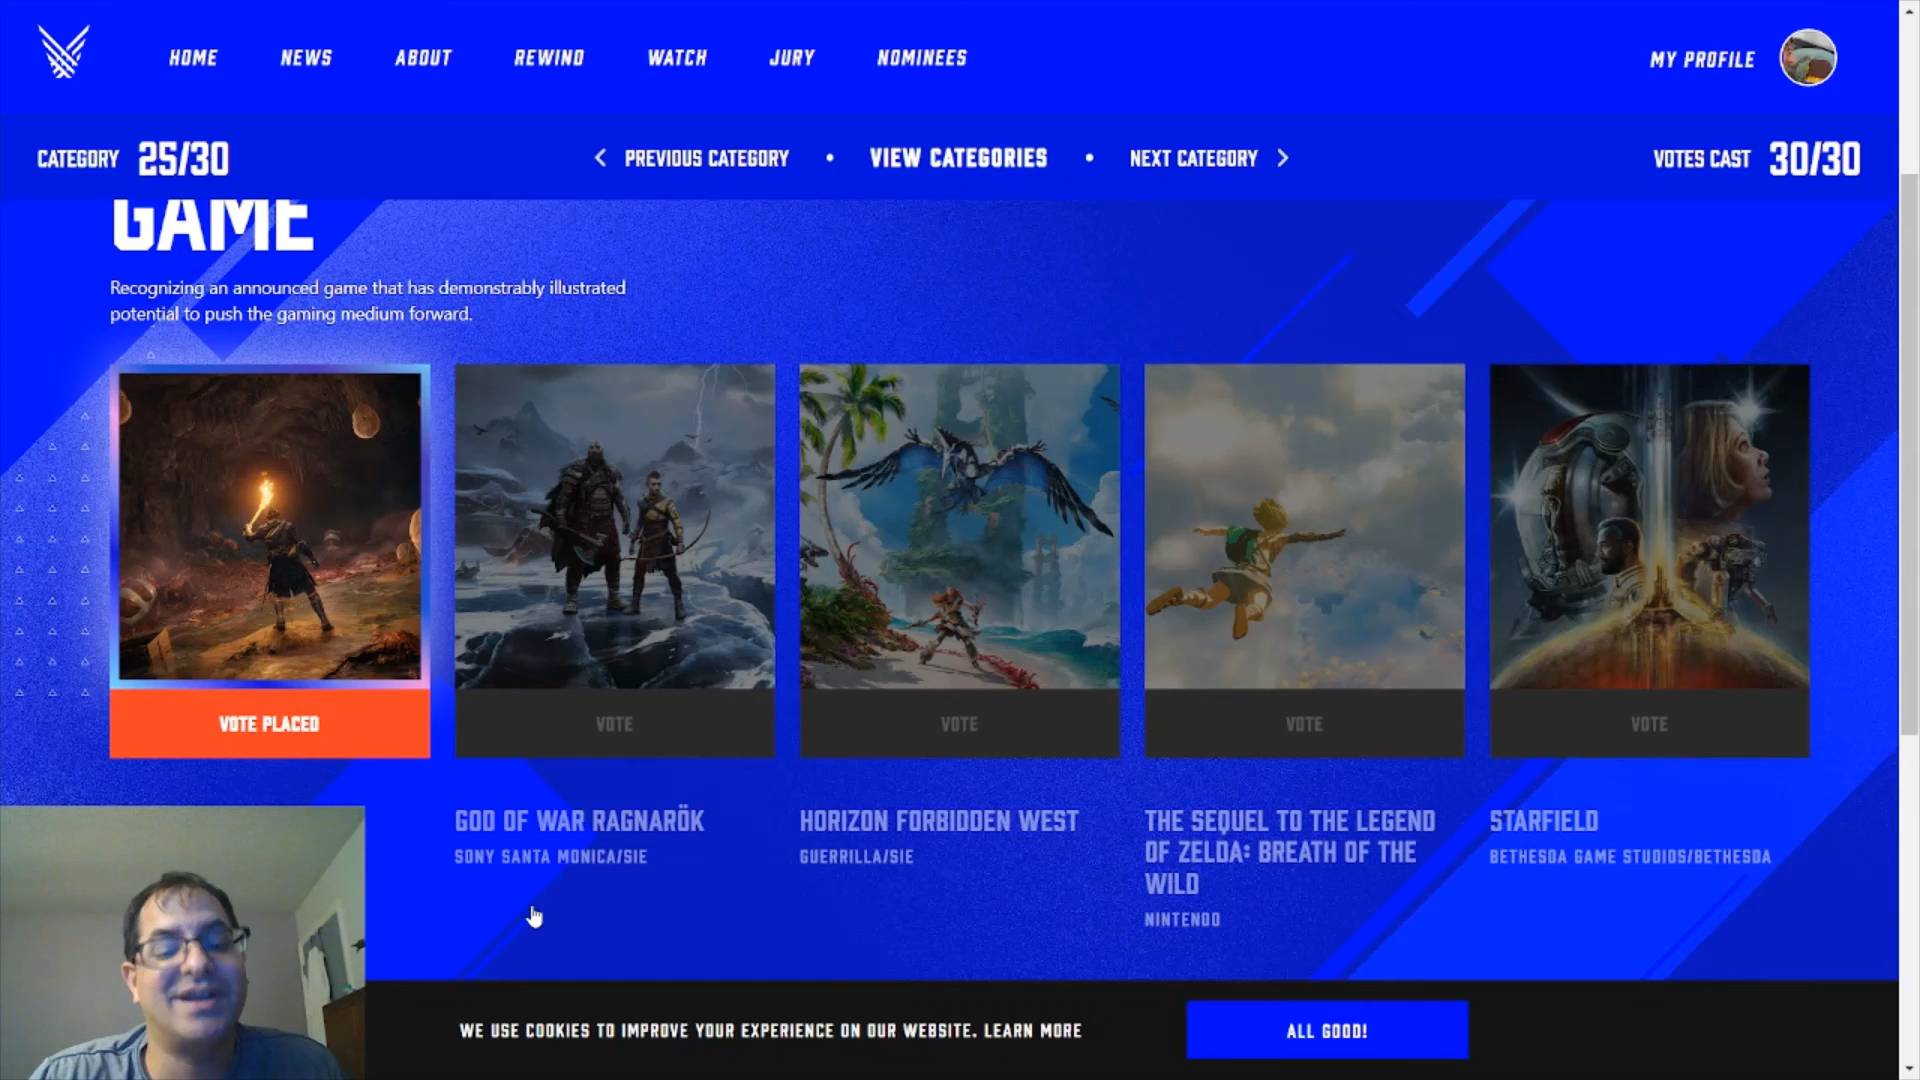 HOME
NEWS
ABOUT
REWIND
WATCH
JURY
NOMINEES
MY PROFILE
CATEGORY 25/30
PREVIOUS CATEGORY
VIEW CATEGORIES
NEXT CATEGORY
VOTES CAST 30/30
GAME
Recognizing an announced game that has demonstrably illustrated
potential to push the gaming medium forward.
VOTE PLACED
VOTE
VOTE
VOTE
VOTE
GOD OF WAR RAGNARÖK
SONY SANTA MONICA/SIE
HORIZON FORBIDDEN WEST
GUERRILLA/SIE
THE SEQUEL TO THE LEGEND
OF ZELDA: BREATH OF THE
WILD
NINTENDO
STARFIELD
BETHESDA GAME STUDIOS/BETHESDA
WE USE COOKIES TO IMPROVE YOUR EXPERIENCE ON OUR WEBSITE. LEARN MORE
ALL GOOD!